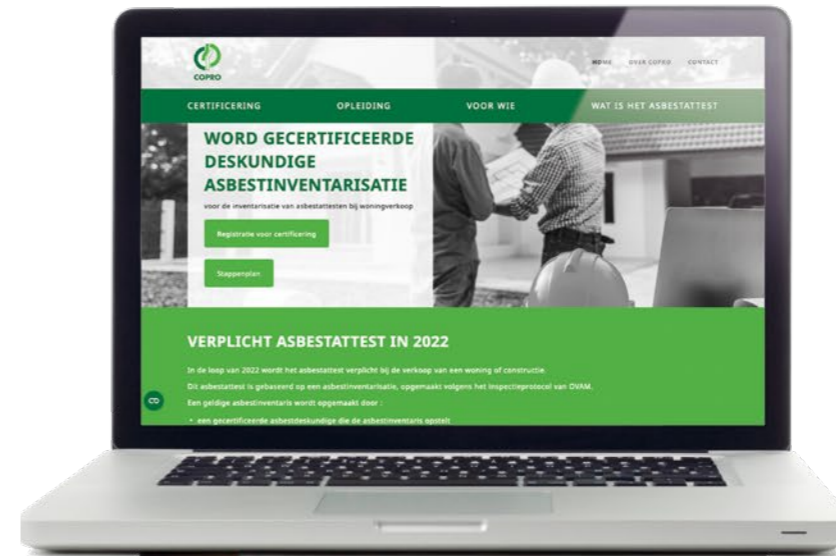 COPRO
HOME OVER COPRO CONTACT
CERTIFICERING OPLEIDING VOOR WIE WAT IS HET ASBESTATTEST
WORD GECERTIFICEERDE
DESKUNDIGE
ASBESTINVENTARISATIE
voor de inventarisatie van asbestattesten bij woningverkoop
Registratie voor certificering
Stappenplan
VERPLICHT ASBESTATTEST IN 2022
In de loop van 2022 wordt het asbestattest verplicht bij de verkoop van een woning of constructie.
Dit asbestattest is gebaseerd op een asbestinventarisatie, opgemaakt volgens het inspectieprotocol van OVAM.
Een geldige asbestinventaris wordt opgemaakt door :
• een gecertificeerde asbestdeskundige die de asbestinventaris opstelt